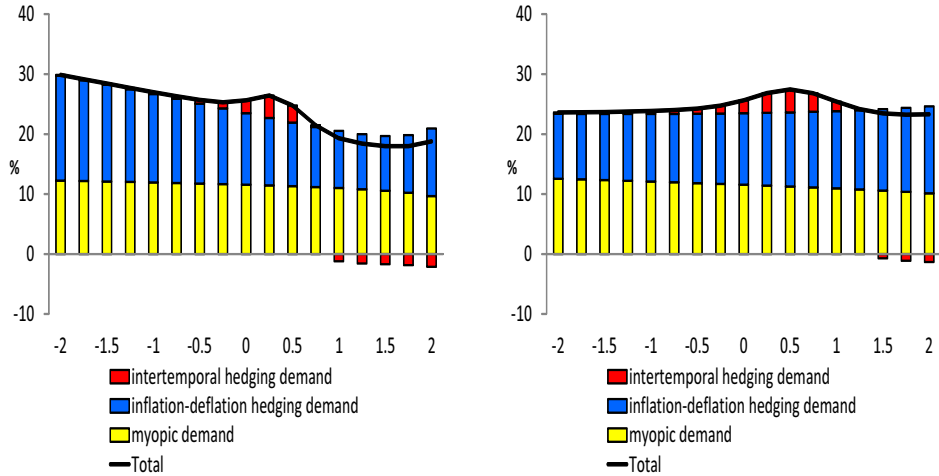 40
30
20
%
10
0
-10
-2 -1.5 -1 -0.5 0 0.5 1 1.5 2
intertemporal hedging demand
inflation-deflation hedging demand
myopic demand
Total
40
30
20
%
10
0
-10
-2 -1.5 -1 -0.5 0 0.5 1 1.5 2
intertemporal hedging demand
inflation-deflation hedging demand
myopic demand
Total